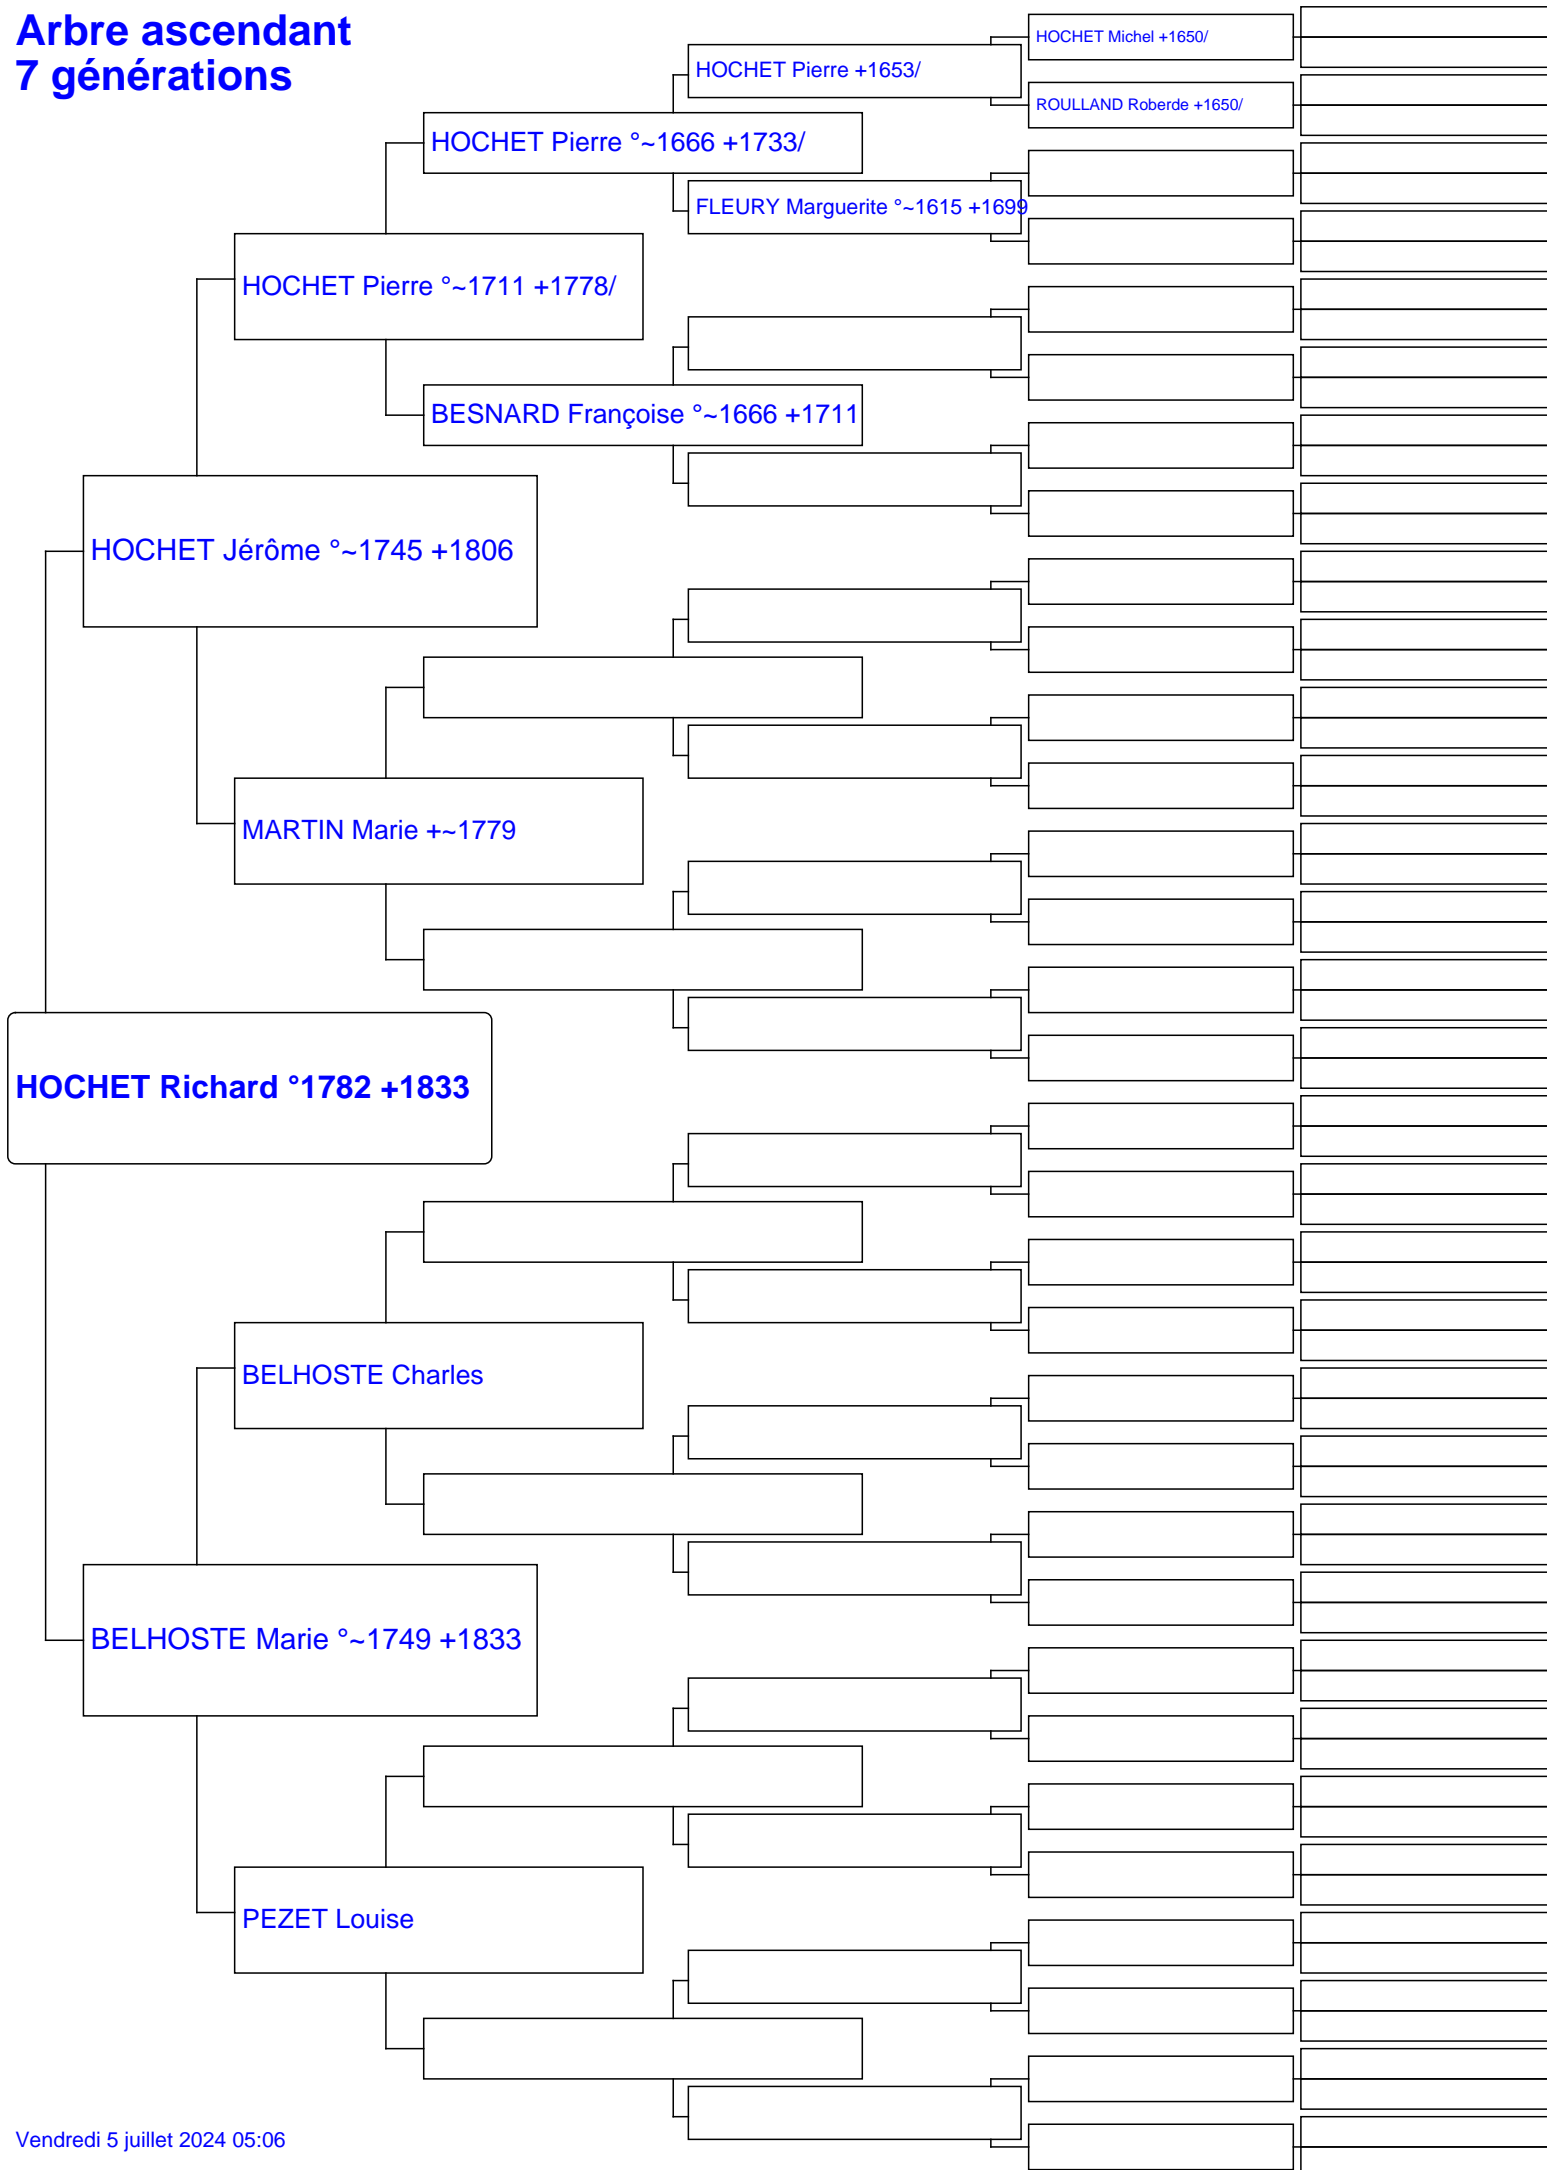 Arbre ascendant
7 générations
HOCHET Michel +1650/
HOCHET Pierre +1653/
ROULLAND Roberde +1650/
HOCHET Pierre °~1666 +1733/
FLEURY Marguerite °~1615 +1699
HOCHET Pierre °~1711 +1778/
BESNARD Françoise °~1666 +1711
HOCHET Jérôme °~1745 +1806
MARTIN Marie +~1779
HOCHET Richard °1782 +1833
BELHOSTE Charles
BELHOSTE Marie °~1749 +1833
PEZET Louise
Vendredi 5 juillet 2024 05:06